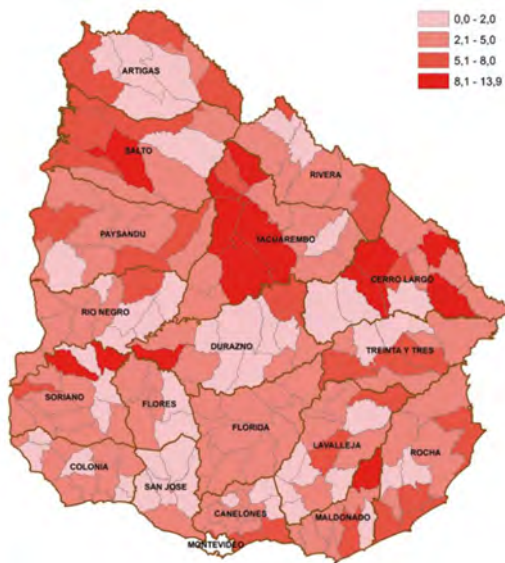 0,0 - 2,0
2,1 - 5,0
5,1 - 8,0
8,1 - 13,9
ARTIGAS
SALTO
RIVERA
PAYSANDU
TACUAREMBO
CERRO LARGO
RIO NEGRO
DURAZNO
TREINTA Y TRES
SORIANO
FLORES
FLORIDA
LAVALLEJA
ROCHA
COLONIA
SAN JOSE
CANELONES
MALDONADO
MONTEVIDEO